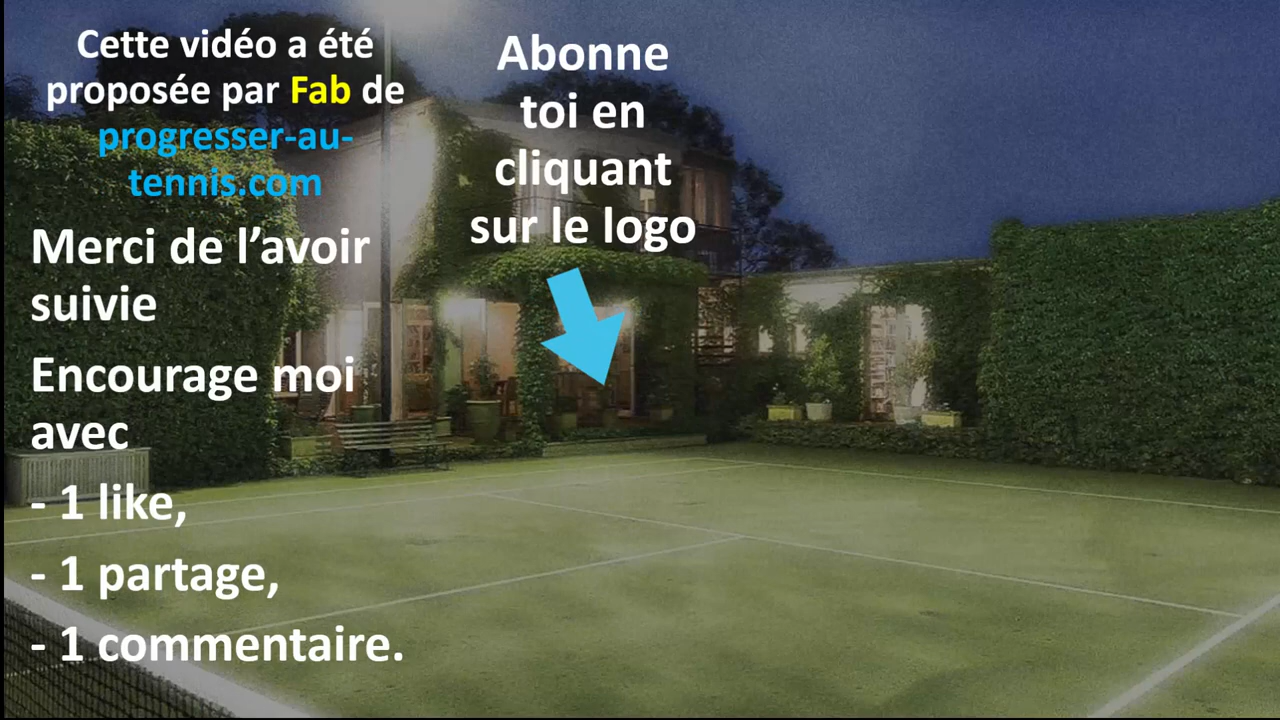 Cette vidéo a été
proposée par Fab de
progresser-au-
tennis.com
Merci de l’avoir
suivie
Encourage moi
avec
- 1 like,
- 1 partage,
- 1 commentaire.
Abonne
toi en
cliquant
sur le logo